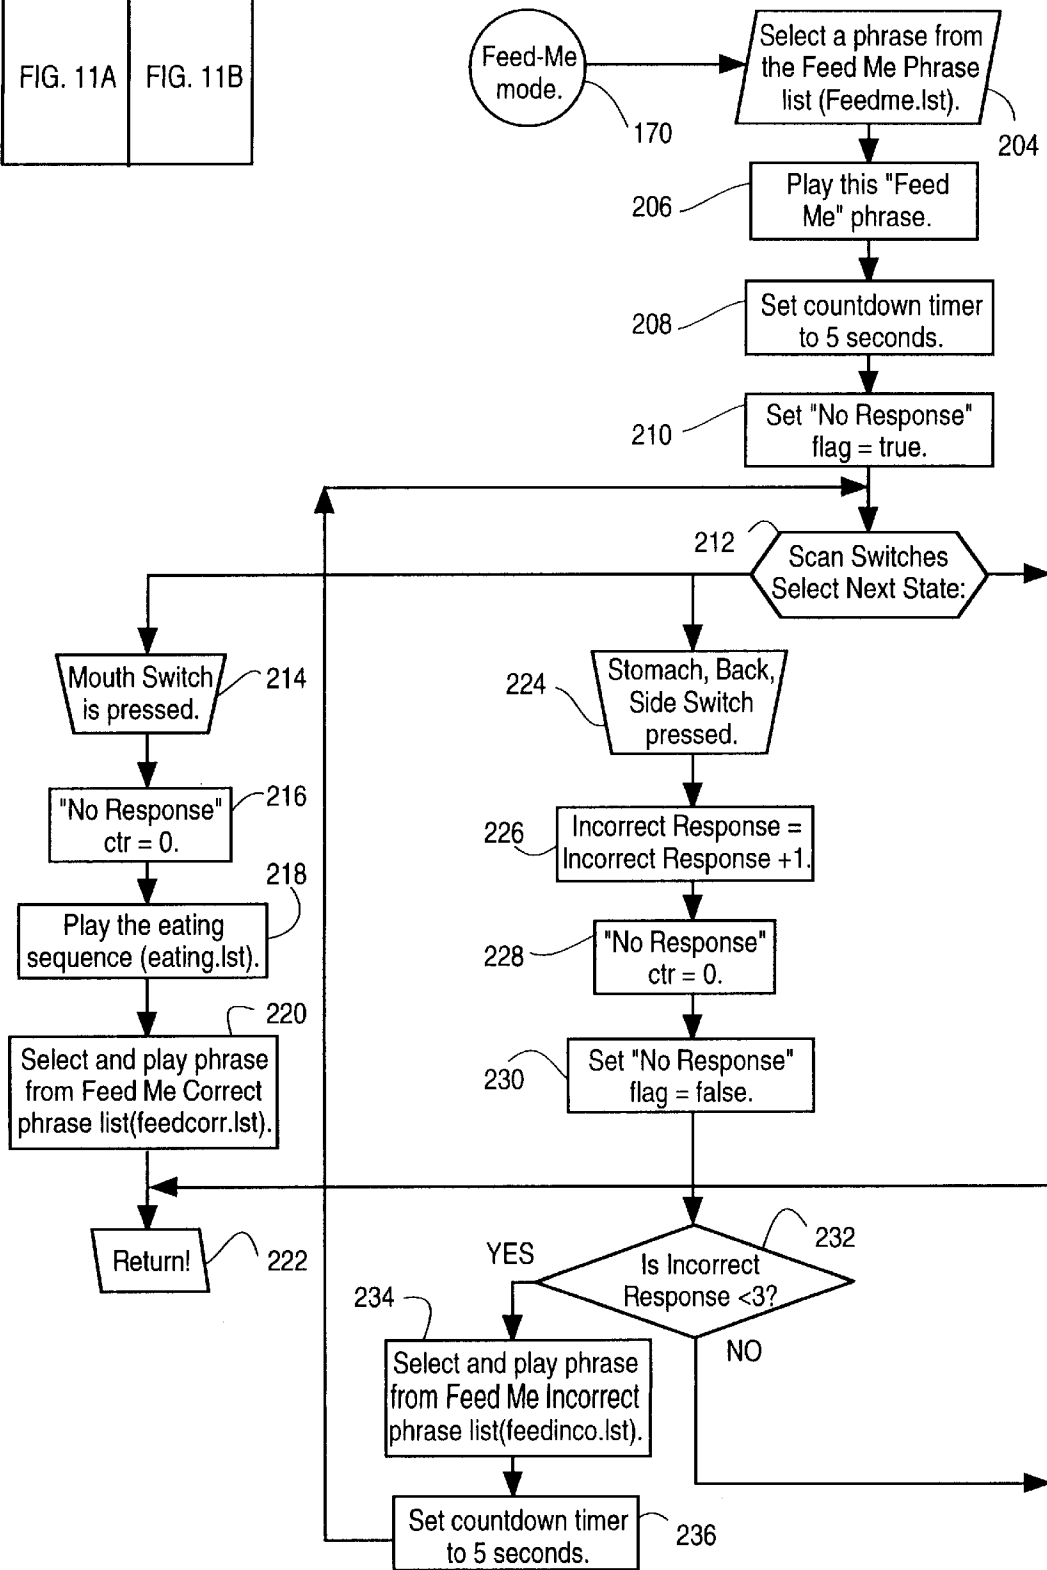 FIG. 11A
FIG. 11B
Feed-Me
mode.
170
Select a phrase from
the Feed Me Phrase
list (Feedme.lst).
204
206
Play this "Feed
Me" phrase.
208
Set countdown timer
to 5 seconds.
210
Set "No Response"
flag = true.
212
Scan Switches
Select Next State:
Mouth Switch
is pressed.
214
"No Response"
ctr = 0.
216
218
Play the eating
sequence (eating.lst).
220
Select and play phrase
from Feed Me Correct
phrase list(feedcorr.lst).
Return!
222
224
Stomach, Back,
Side Switch
pressed.
226
Incorrect Response =
Incorrect Response +1.
228
"No Response"
ctr = 0.
230
Set "No Response"
flag = false.
232
Is Incorrect
Response <3?
YES
NO
234
Select and play phrase
from Feed Me Incorrect
phrase list(feedinco.lst).
Set countdown timer
to 5 seconds.
236